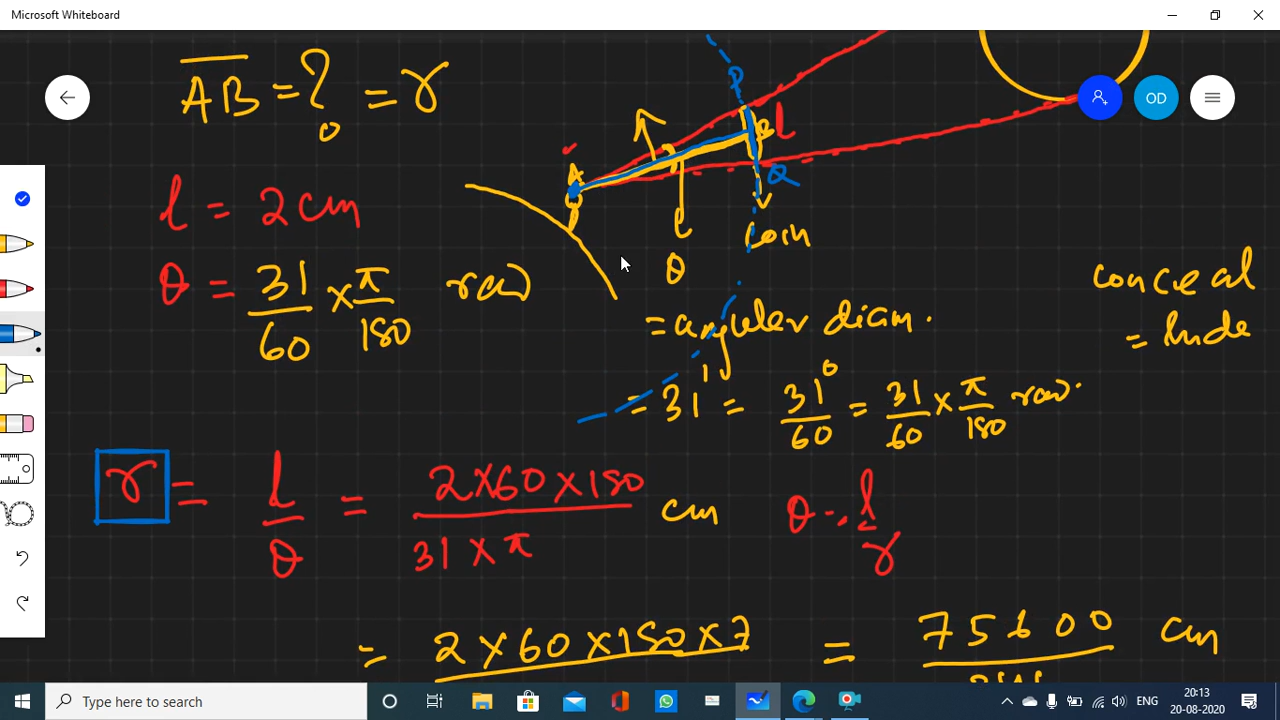 Microsoft Whiteboard
AB = ? = r
P
l
A
B
Q
coin
l = 2 cm
θ
θ = 31/60 × π/180 rad
conceal
= hide
= angular diam.
= 31' = 31°/60 = 31/60 × π/180 rad.
r = l/θ = 2×60×180/31×π cm
θ = l/r
= 2×60×180×7 = 75600 cm
OD
Type here to search
ENG
20:13
20-08-2020